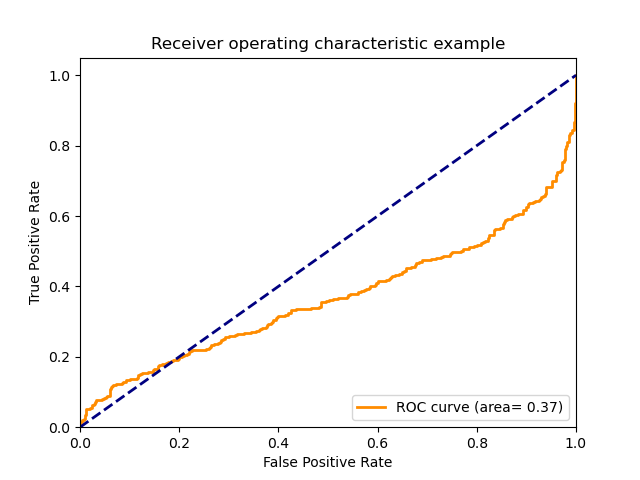 Receiver operating characteristic example
True Positive Rate
1.0
0.8
0.6
0.4
0.2
0.0
ROC curve (area= 0.37)
0.0 0.2 0.4 0.6 0.8 1.0
False Positive Rate